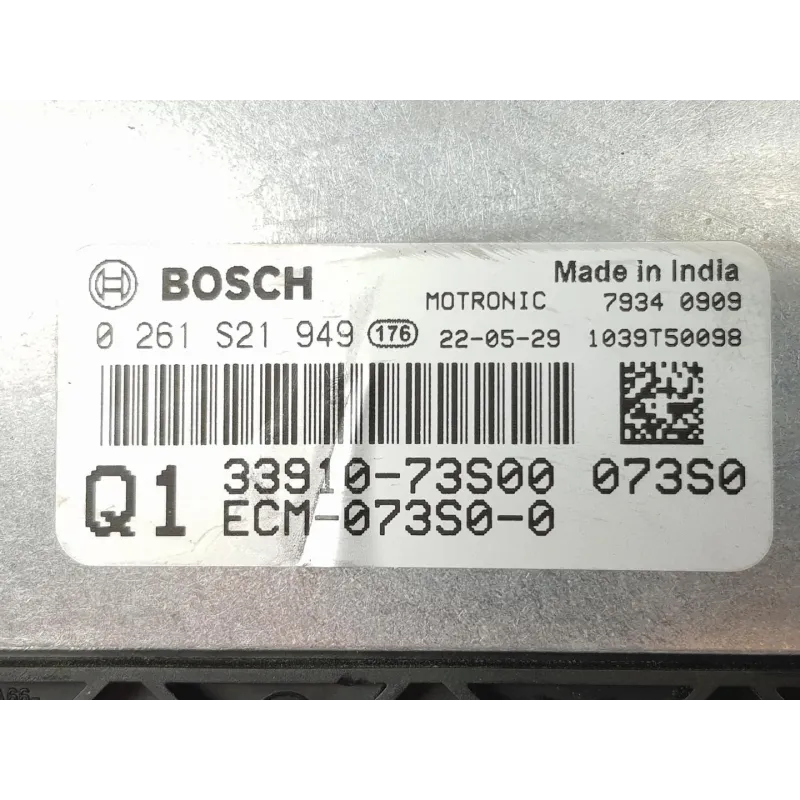 BOSCH
Made in India
MOTRONIC 7934 0909
0 261 S21 949 176 22-05-29 1039T50098
Q1 33910-73S00 073S0
ECM-073S0-0